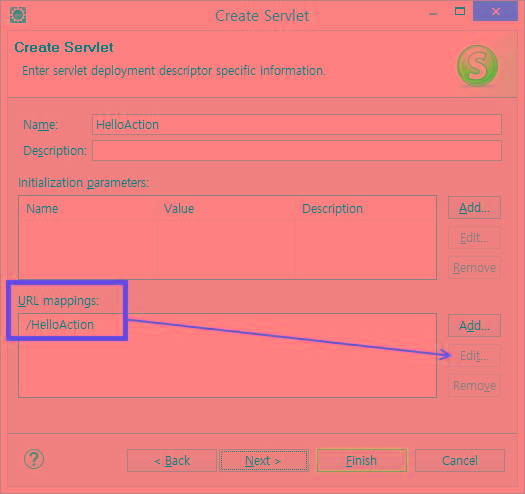 Create Servlet
Create Servlet
Enter servlet deployment descriptor specific information.
S
Name: HelloAction
Description:
Initialization parameters:
Name Value Description
Add...
Edit...
Remove
URL mappings:
/HelloAction
Add...
Edit...
Remove
? < Back Next > Finish Cancel